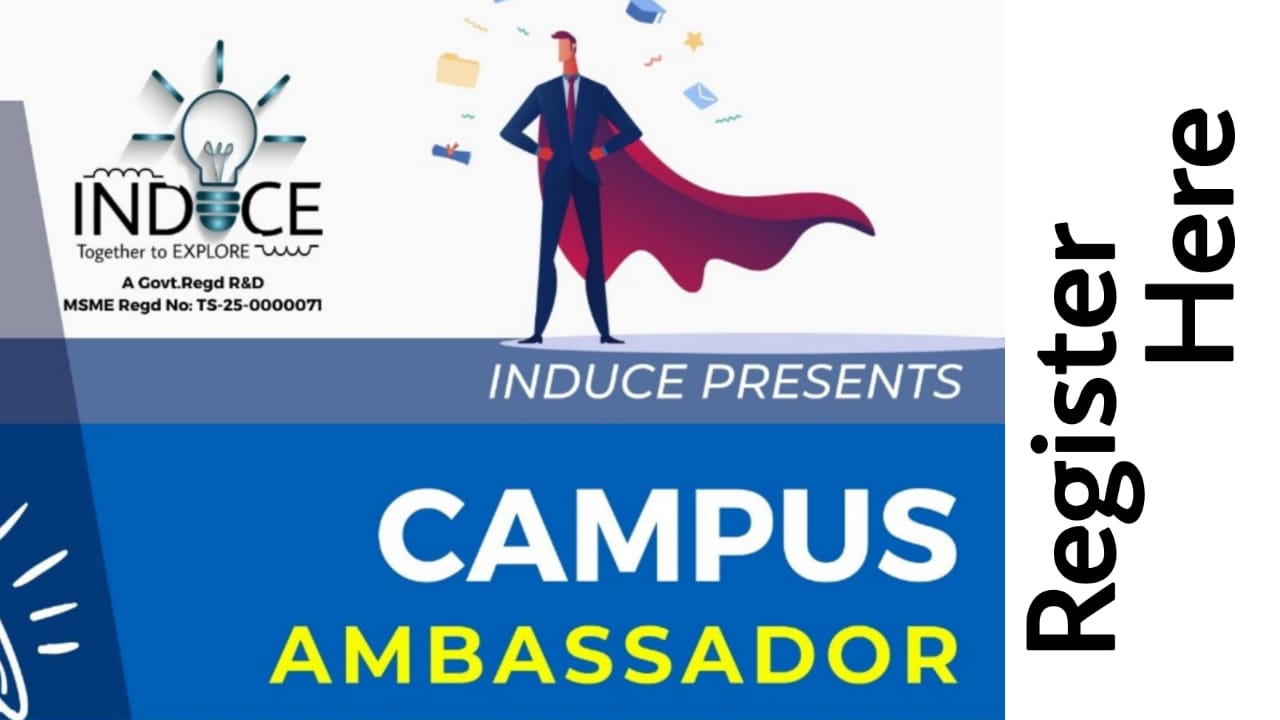 INDUCE
Together to EXPLORE
A Govt.Regd R&D
MSME Regd No: TS-25-0000071
INDUCE PRESENTS
CAMPUS
AMBASSADOR
Register
Here